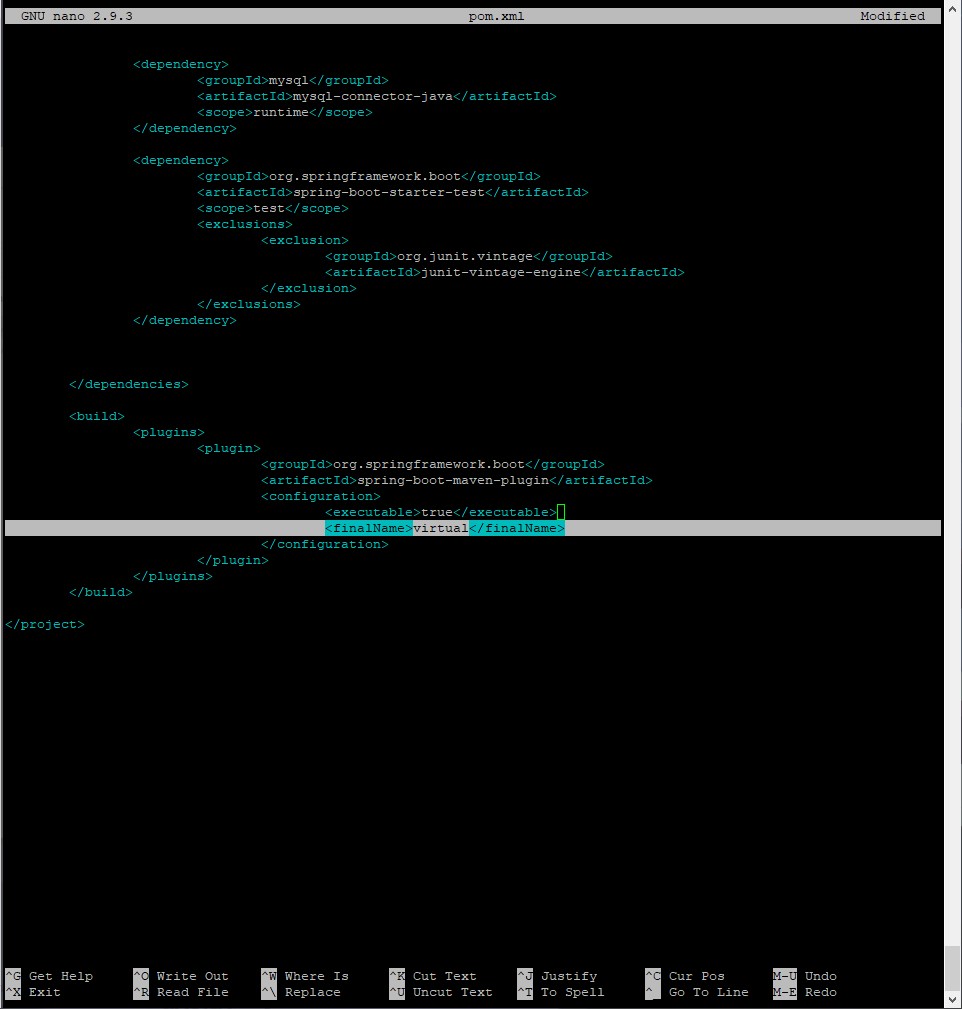 GNU nano 2.9.3 pom.xml Modified
<dependency>
<groupId>mysql</groupId>
<artifactId>mysql-connector-java</artifactId>
<scope>runtime</scope>
</dependency>
<dependency>
<groupId>org.springframework.boot</groupId>
<artifactId>spring-boot-starter-test</artifactId>
<scope>test</scope>
<exclusions>
<exclusion>
<groupId>org.junit.vintage</groupId>
<artifactId>junit-vintage-engine</artifactId>
</exclusion>
</exclusions>
</dependency>
</dependencies>
<build>
<plugins>
<plugin>
<groupId>org.springframework.boot</groupId>
<artifactId>spring-boot-maven-plugin</artifactId>
<configuration>
<executable>true</executable>
<finalName>virtual</finalName>
</configuration>
</plugin>
</plugins>
</build>
</project>
^G Get Help ^O Write Out ^W Where Is ^K Cut Text ^J Justify ^C Cur Pos M-U Undo
^X Exit ^R Read File ^\ Replace ^U Uncut Text ^T To Spell ^_ Go To Line M-E Redo